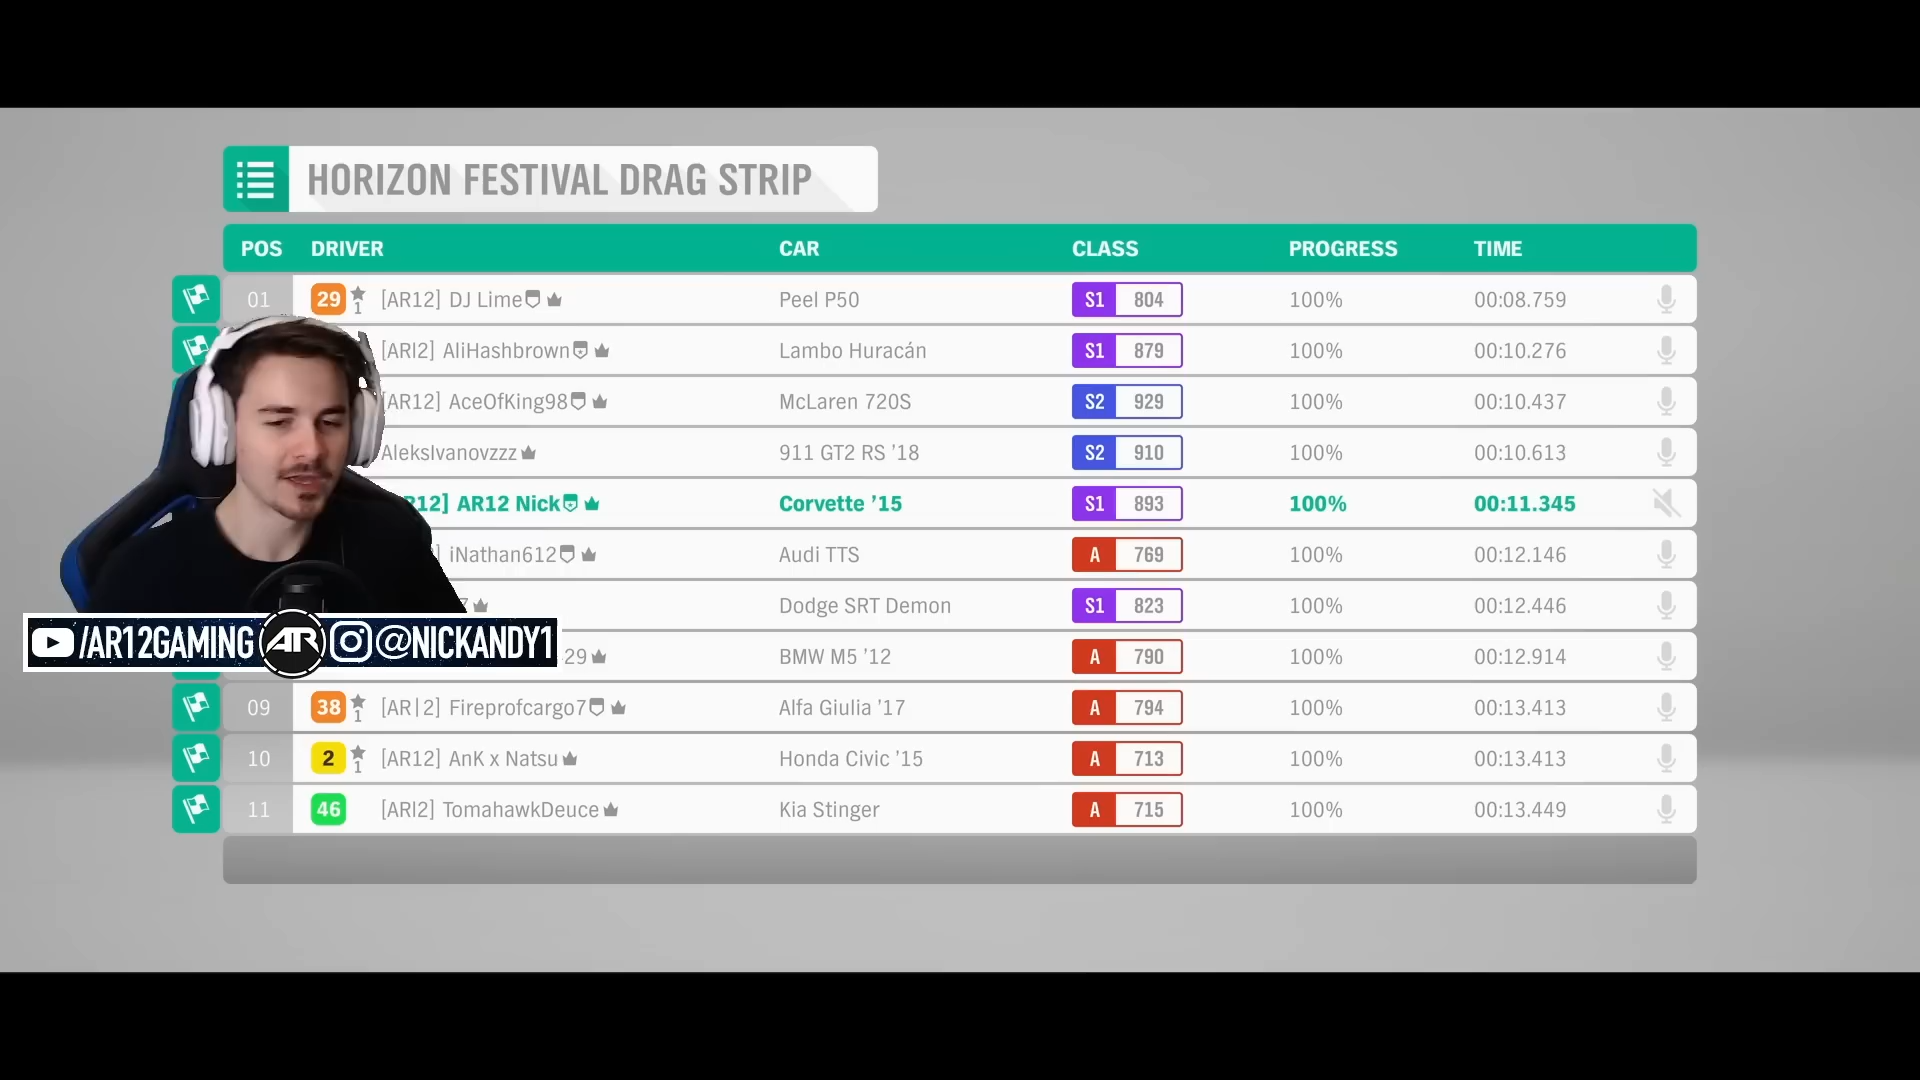 HORIZON FESTIVAL DRAG STRIP
POS DRIVER CAR CLASS PROGRESS TIME
01 29 1 [AR12] DJ Lime Peel P50 S1 804 100% 00:08.759
[ARl2] AliHashbrown Lambo Huracán S1 879 100% 00:10.276
[AR12] AceOfKing98 McLaren 720S S2 929 100% 00:10.437
AleksIvanovzzz 911 GT2 RS ’18 S2 910 100% 00:10.613
R12] AR12 Nick Corvette ’15 S1 893 100% 00:11.345
] iNathan612 Audi TTS A 769 100% 00:12.146
7 Dodge SRT Demon S1 823 100% 00:12.446
29 BMW M5 ’12 A 790 100% 00:12.914
/AR12GAMING AR @NICKANDY1
09 38 1 [AR|2] Fireprofcargo7 Alfa Giulia ’17 A 794 100% 00:13.413
10 2 1 [AR12] AnK x Natsu Honda Civic ’15 A 713 100% 00:13.413
11 46 [ARl2] TomahawkDeuce Kia Stinger A 715 100% 00:13.449